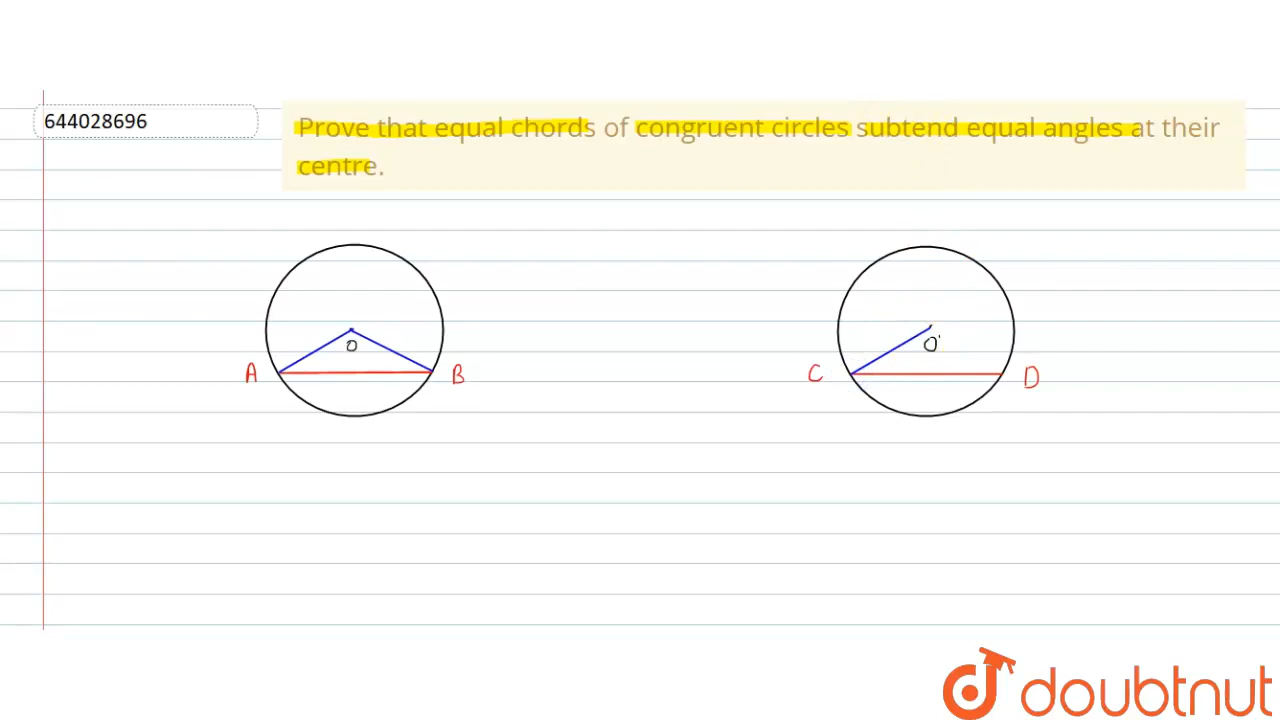 644028696
Prove that equal chords of congruent circles subtend equal angles at their
centre.
O
O'
A
B
C
D
doubtnut